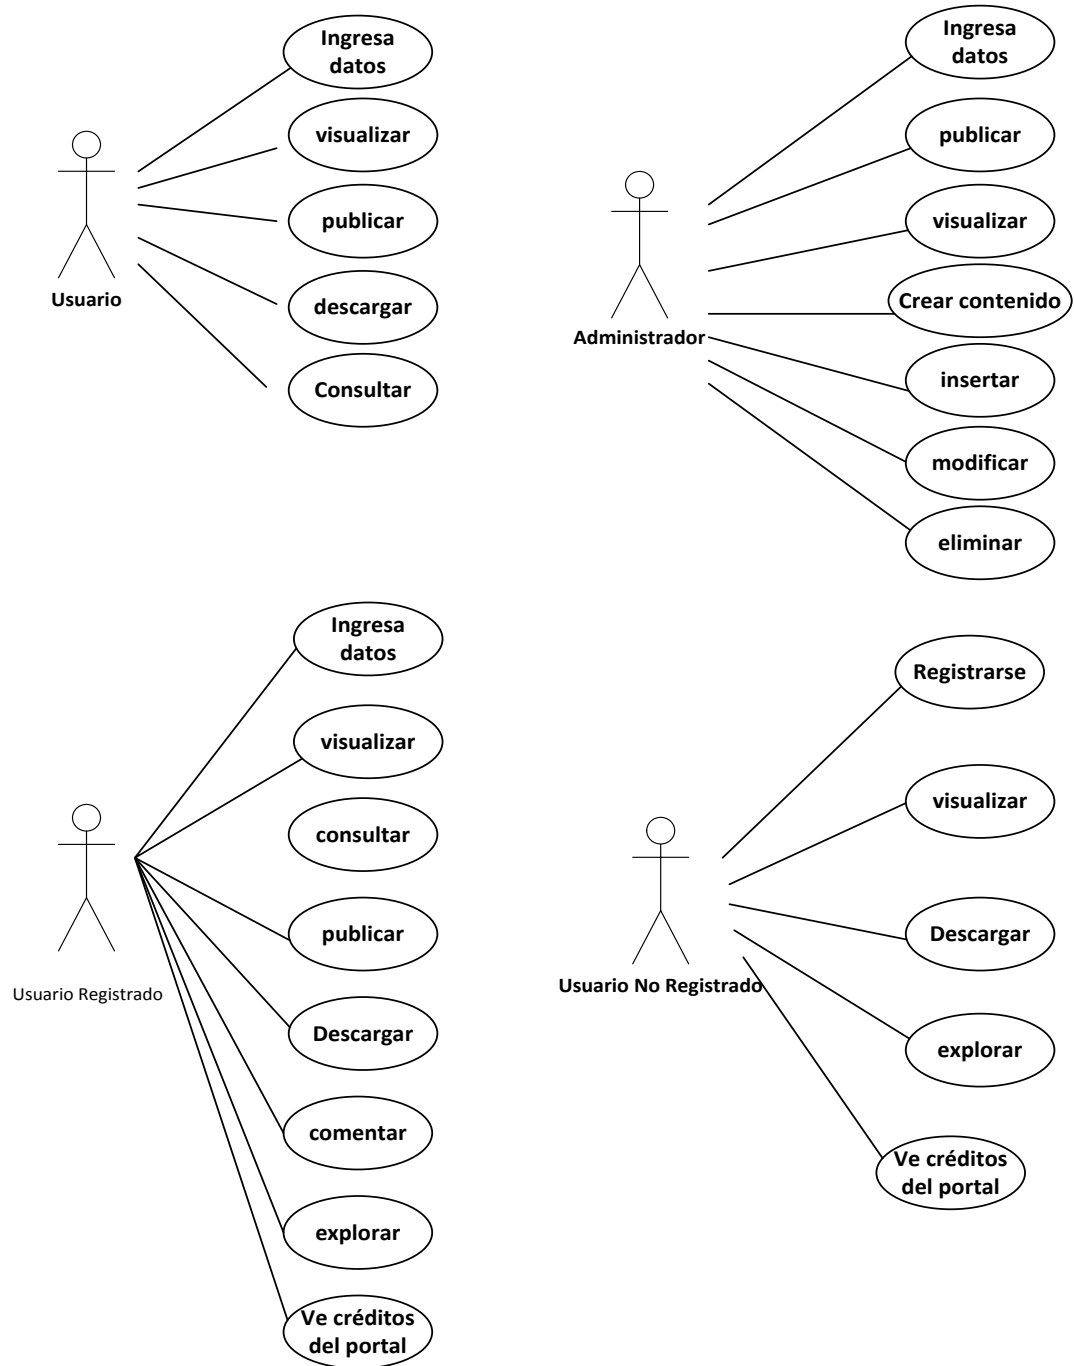 Ingresa
datos
visualizar
publicar
descargar
Consultar
Usuario
Ingresa
datos
publicar
visualizar
Crear contenido
insertar
modificar
eliminar
Administrador
Ingresa
datos
visualizar
consultar
publicar
Descargar
comentar
explorar
Ve créditos
del portal
Usuario Registrado
Registrarse
visualizar
Descargar
explorar
Ve créditos
del portal
Usuario No Registrado